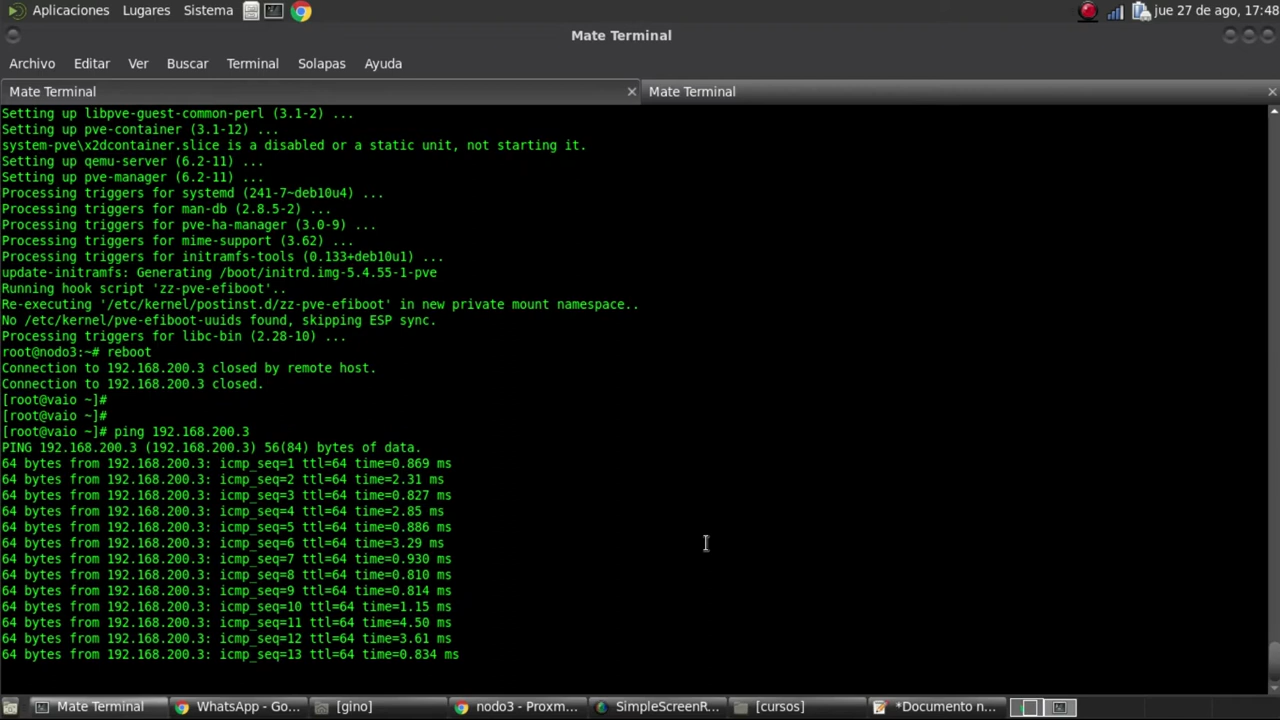 Aplicaciones Lugares Sistema jue 27 de ago, 17:48
Mate Terminal
Archivo Editar Ver Buscar Terminal Solapas Ayuda
Mate Terminal Mate Terminal
Setting up libpve-guest-common-perl (3.1-2) ...
Setting up pve-container (3.1-12) ...
system-pve\x2dcontainer.slice is a disabled or a static unit, not starting it.
Setting up qemu-server (6.2-11) ...
Setting up pve-manager (6.2-11) ...
Processing triggers for systemd (241-7~deb10u4) ...
Processing triggers for man-db (2.8.5-2) ...
Processing triggers for pve-ha-manager (3.0-9) ...
Processing triggers for mime-support (3.62) ...
Processing triggers for initramfs-tools (0.133+deb10u1) ...
update-initramfs: Generating /boot/initrd.img-5.4.55-1-pve
Running hook script 'zz-pve-efiboot'..
Re-executing '/etc/kernel/postinst.d/zz-pve-efiboot' in new private mount namespace..
No /etc/kernel/pve-efiboot-uuids found, skipping ESP sync.
Processing triggers for libc-bin (2.28-10) ...
root@nodo3:~# reboot
Connection to 192.168.200.3 closed by remote host.
Connection to 192.168.200.3 closed.
[root@vaio ~]#
[root@vaio ~]#
[root@vaio ~]# ping 192.168.200.3
PING 192.168.200.3 (192.168.200.3) 56(84) bytes of data.
64 bytes from 192.168.200.3: icmp_seq=1 ttl=64 time=0.869 ms
64 bytes from 192.168.200.3: icmp_seq=2 ttl=64 time=2.31 ms
64 bytes from 192.168.200.3: icmp_seq=3 ttl=64 time=0.827 ms
64 bytes from 192.168.200.3: icmp_seq=4 ttl=64 time=2.85 ms
64 bytes from 192.168.200.3: icmp_seq=5 ttl=64 time=0.886 ms
64 bytes from 192.168.200.3: icmp_seq=6 ttl=64 time=3.29 ms
64 bytes from 192.168.200.3: icmp_seq=7 ttl=64 time=0.930 ms
64 bytes from 192.168.200.3: icmp_seq=8 ttl=64 time=0.810 ms
64 bytes from 192.168.200.3: icmp_seq=9 ttl=64 time=0.814 ms
64 bytes from 192.168.200.3: icmp_seq=10 ttl=64 time=1.15 ms
64 bytes from 192.168.200.3: icmp_seq=11 ttl=64 time=4.50 ms
64 bytes from 192.168.200.3: icmp_seq=12 ttl=64 time=3.61 ms
64 bytes from 192.168.200.3: icmp_seq=13 ttl=64 time=0.834 ms
Mate Terminal WhatsApp - Go... [gino] nodo3 - Proxm... SimpleScreenR... [cursos] *Documento n...